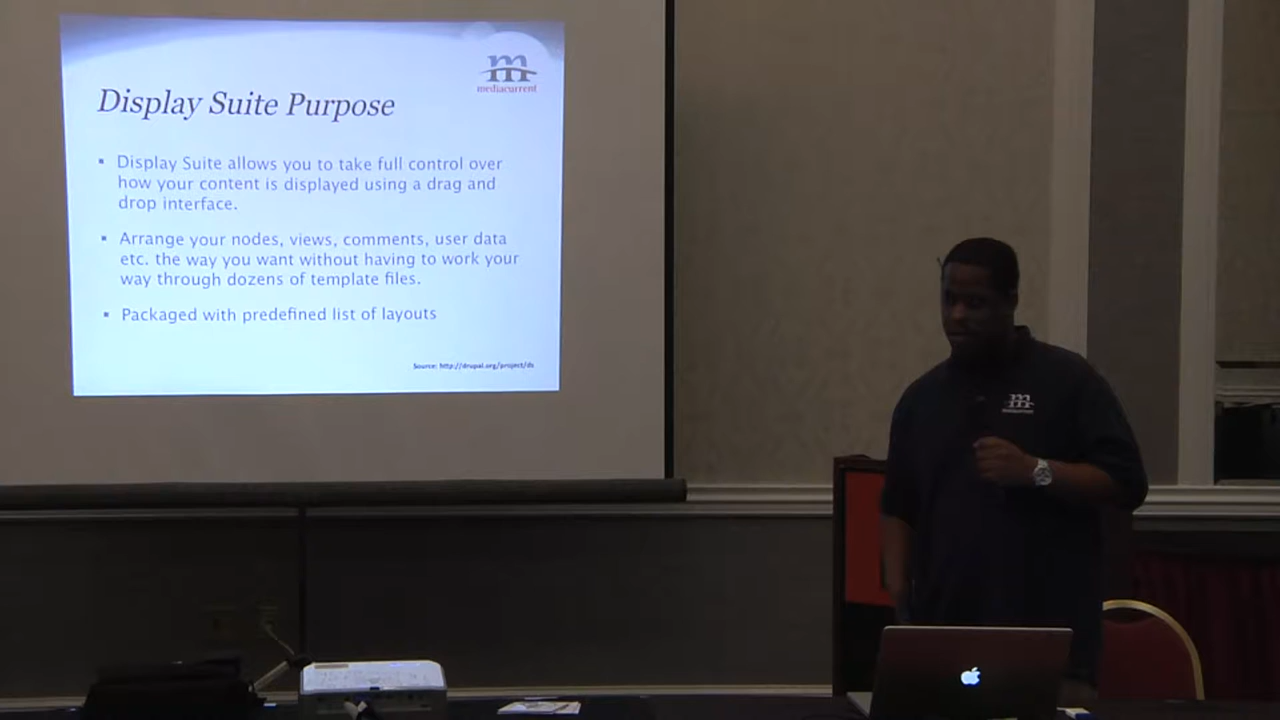 m
mediacurrent
Display Suite Purpose
▪ Display Suite allows you to take full control over
how your content is displayed using a drag and
drop interface.
▪ Arrange your nodes, views, comments, user data
etc. the way you want without having to work your
way through dozens of template files.
▪ Packaged with predefined list of layouts
Source: http://drupal.org/project/ds
m
mediacurrent